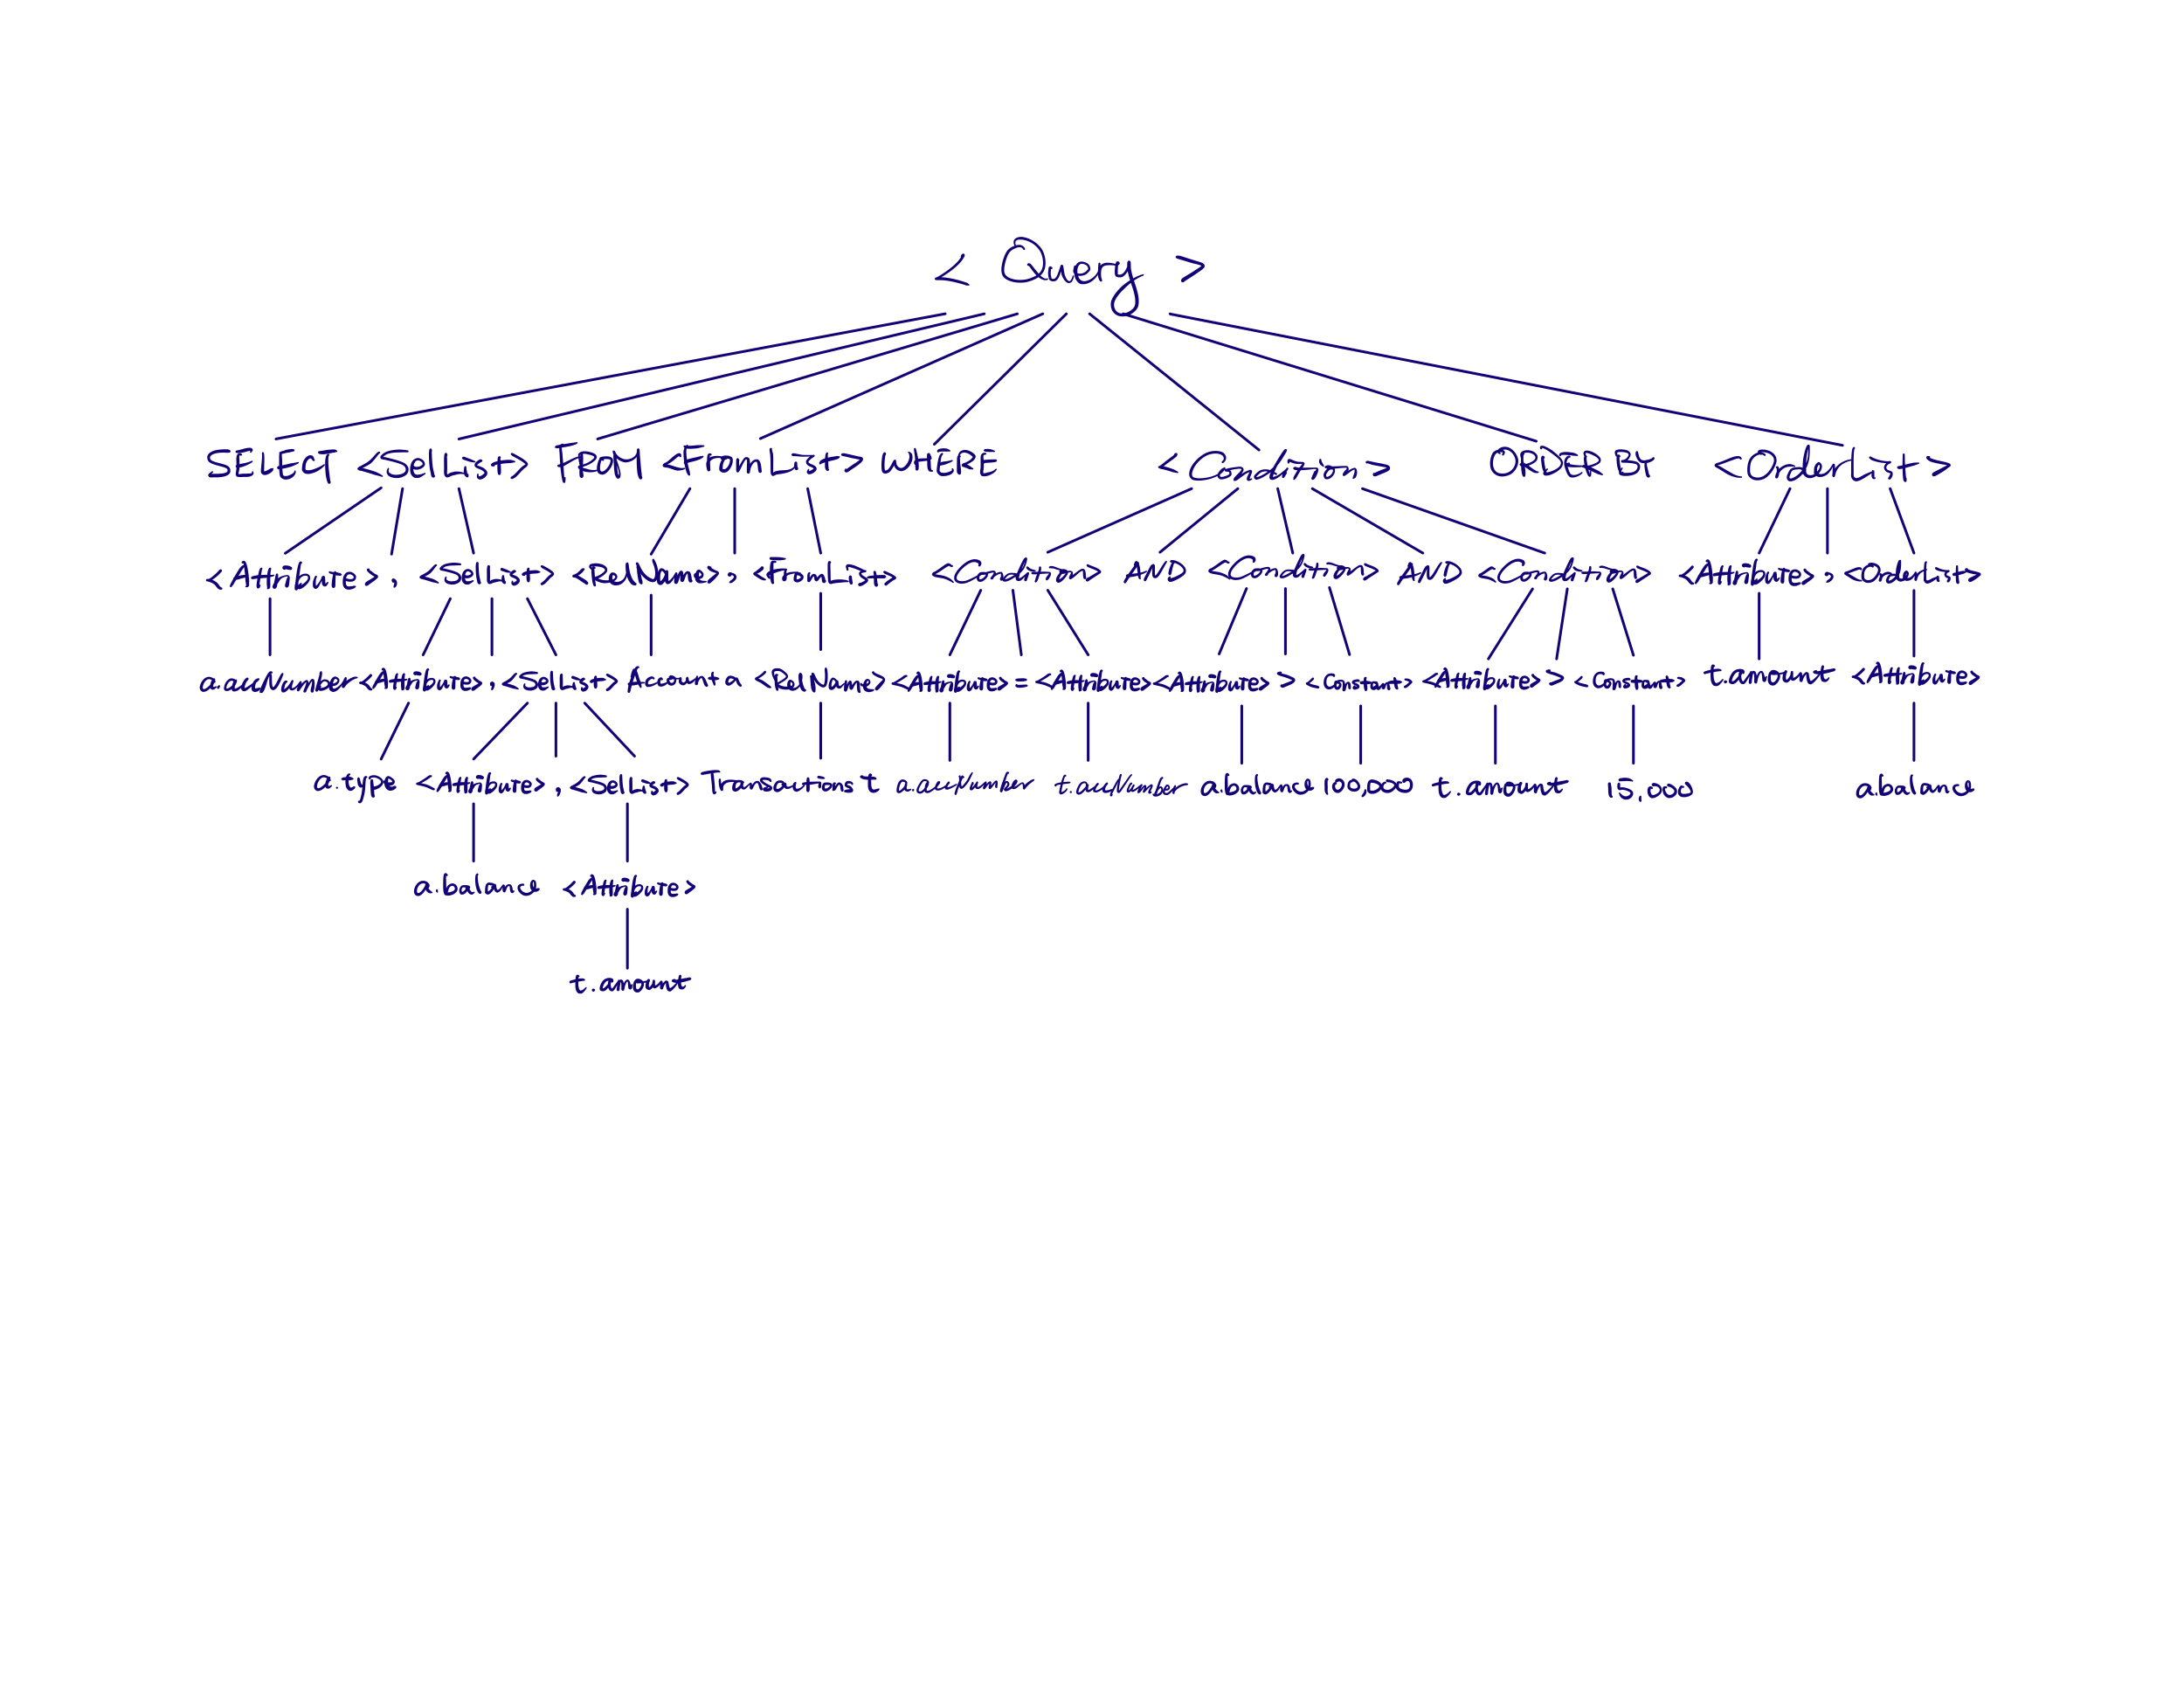 < Query >
SELECT <SelList> FROM <FromList> WHERE <Condition> ORDER BY <OrderList>
<Attribute> , <SelList> <RelName> , <FromList> <Condition> AND <Condition> AND <Condition> <Attribute> , <OrderList>
a.accNumber <Attribute> , <SelList> Account a <RelName> <Attribute> = <Attribute> <Attribute> > <Constant> <Attribute> > <Constant> t.amount <Attribute>
a.type <Attribute> , <SelList> Transactions t a.accNumber t.accNumber a.balance 100,000 t.amount 15,000 a.balance
a.balance <Attribute>
t.amount